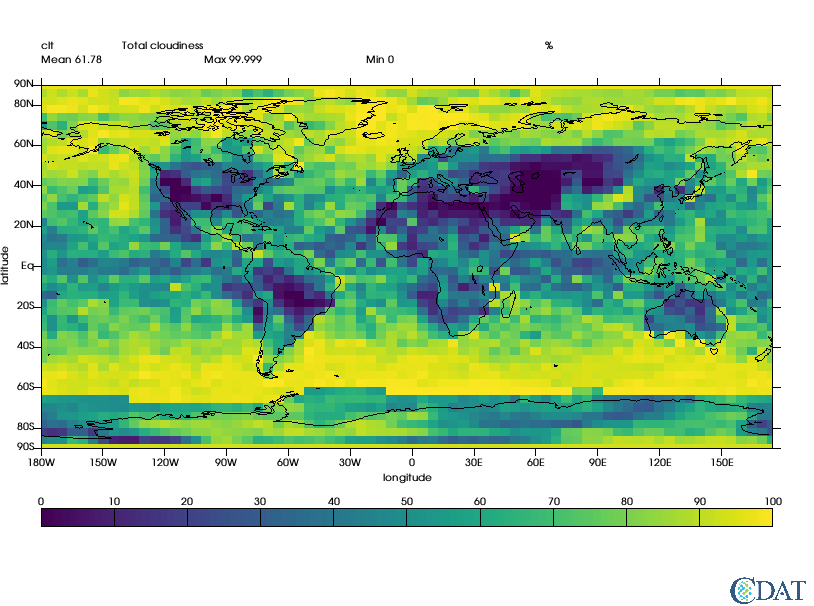 clt Total cloudiness %
Mean 61.78 Max 99.999 Min 0
90N
80N
60N
40N
20N
Eq
20S
40S
60S
80S
90S
latitude
180W 150W 120W 90W 60W 30W 0 30E 60E 90E 120E 150E
longitude
0 10 20 30 40 50 60 70 80 90 100
CDAT